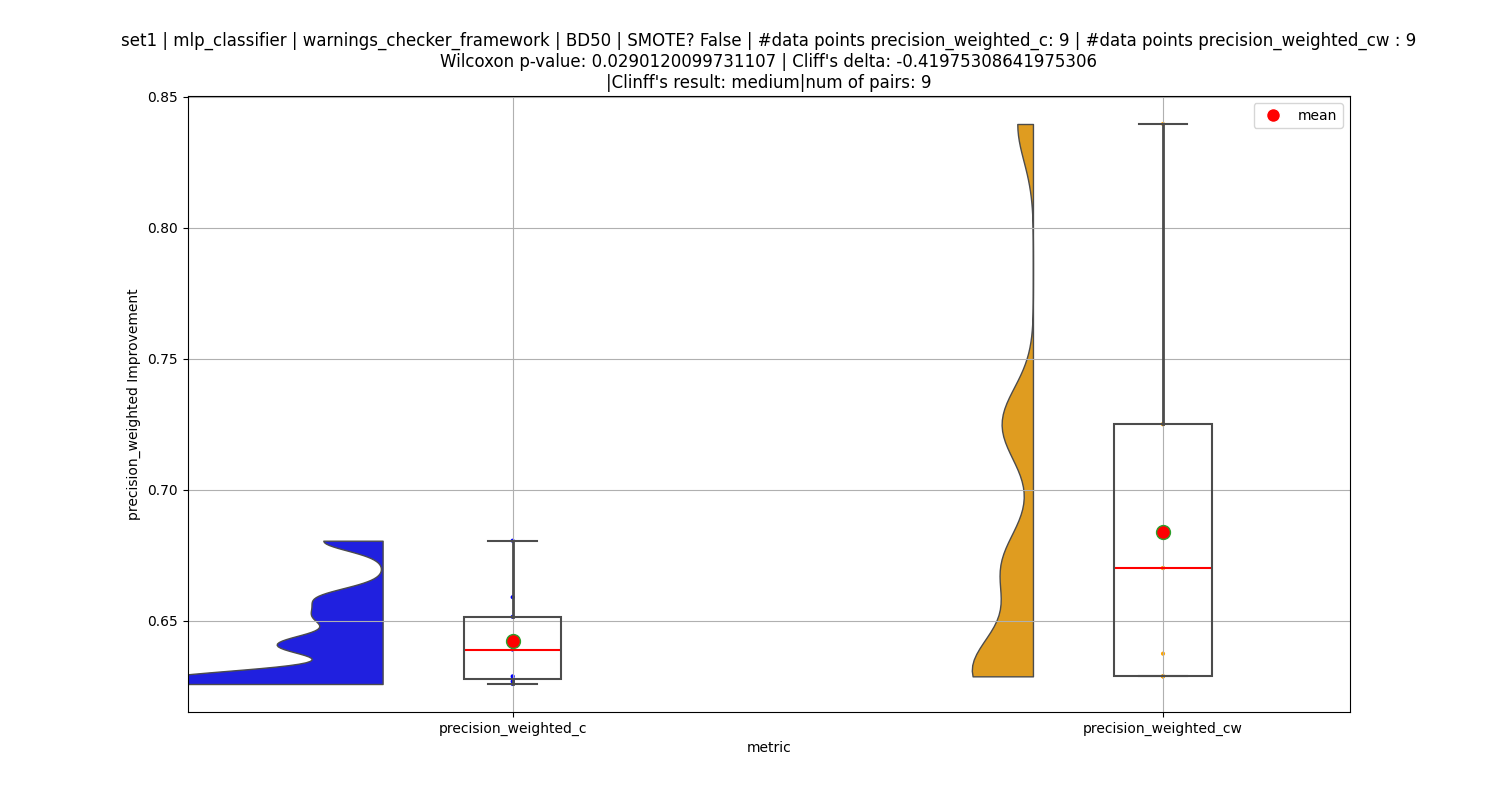 set1 | mlp_classifier | warnings_checker_framework | BD50 | SMOTE? False | #data points precision_weighted_c: 9 | #data points precision_weighted_cw : 9
Wilcoxon p-value: 0.0290120099731107 | Cliff's delta: -0.41975308641975306
|Clinff's result: medium|num of pairs: 9
mean
precision_weighted Improvement
0.85
0.80
0.75
0.70
0.65
precision_weighted_c
precision_weighted_cw
metric